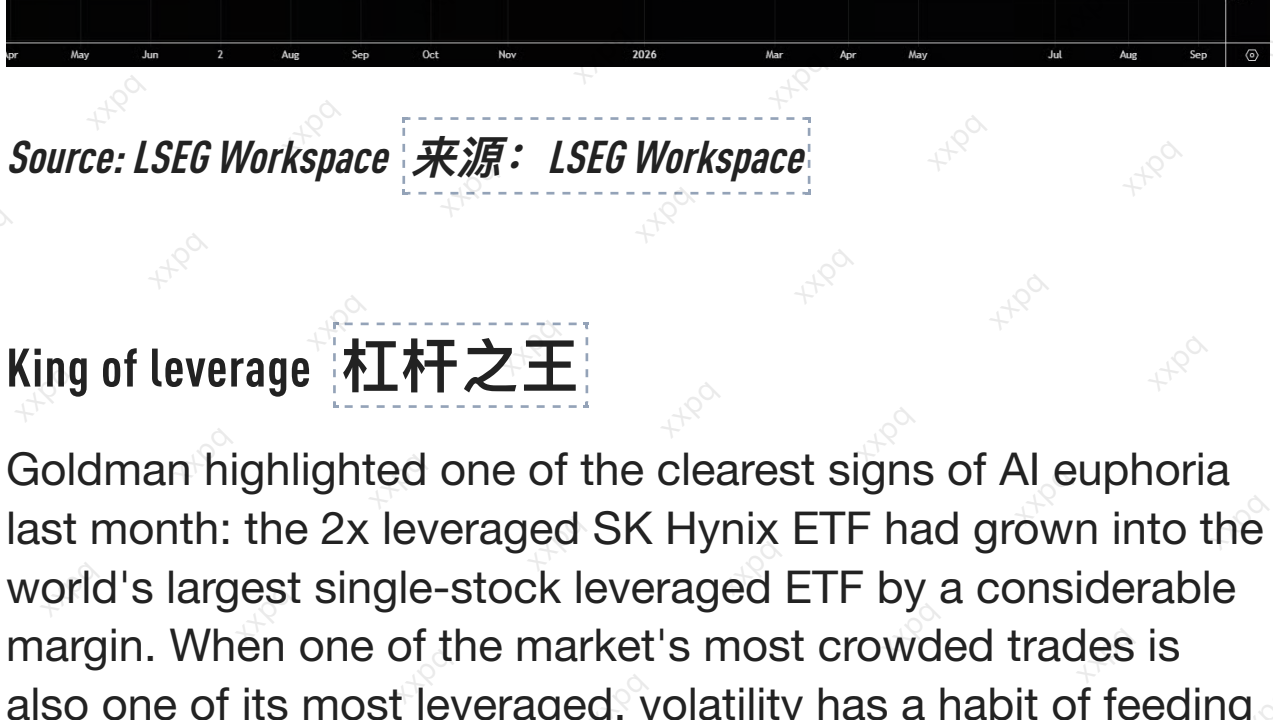 Apr May Jun 2 Aug Sep Oct Nov 2026 Mar Apr May Jul Aug Sep
Source: LSEG Workspace 来源： LSEG Workspace
King of leverage 杠杆之王
Goldman highlighted one of the clearest signs of AI euphoria
last month: the 2x leveraged SK Hynix ETF had grown into the
world's largest single-stock leveraged ETF by a considerable
margin. When one of the market's most crowded trades is
also one of its most leveraged, volatility has a habit of feeding